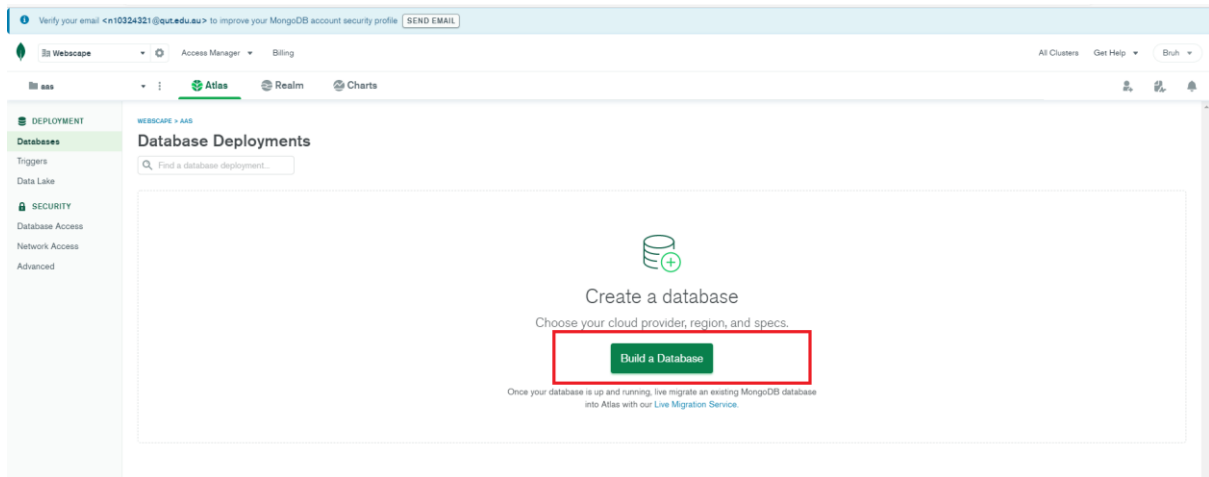 Verify your email <n10324321@qut.edu.au> to improve your MongoDB account security profile SEND EMAIL
Webscape Access Manager Billing All Clusters Get Help Bruh
aas Atlas Realm Charts
DEPLOYMENT
Databases
Triggers
Data Lake
SECURITY
Database Access
Network Access
Advanced
WEBSCAPE > AAS
Database Deployments
Find a database deployment...
Create a database
Choose your cloud provider, region, and specs.
Build a Database
Once your database is up and running, live migrate an existing MongoDB database
into Atlas with our Live Migration Service.